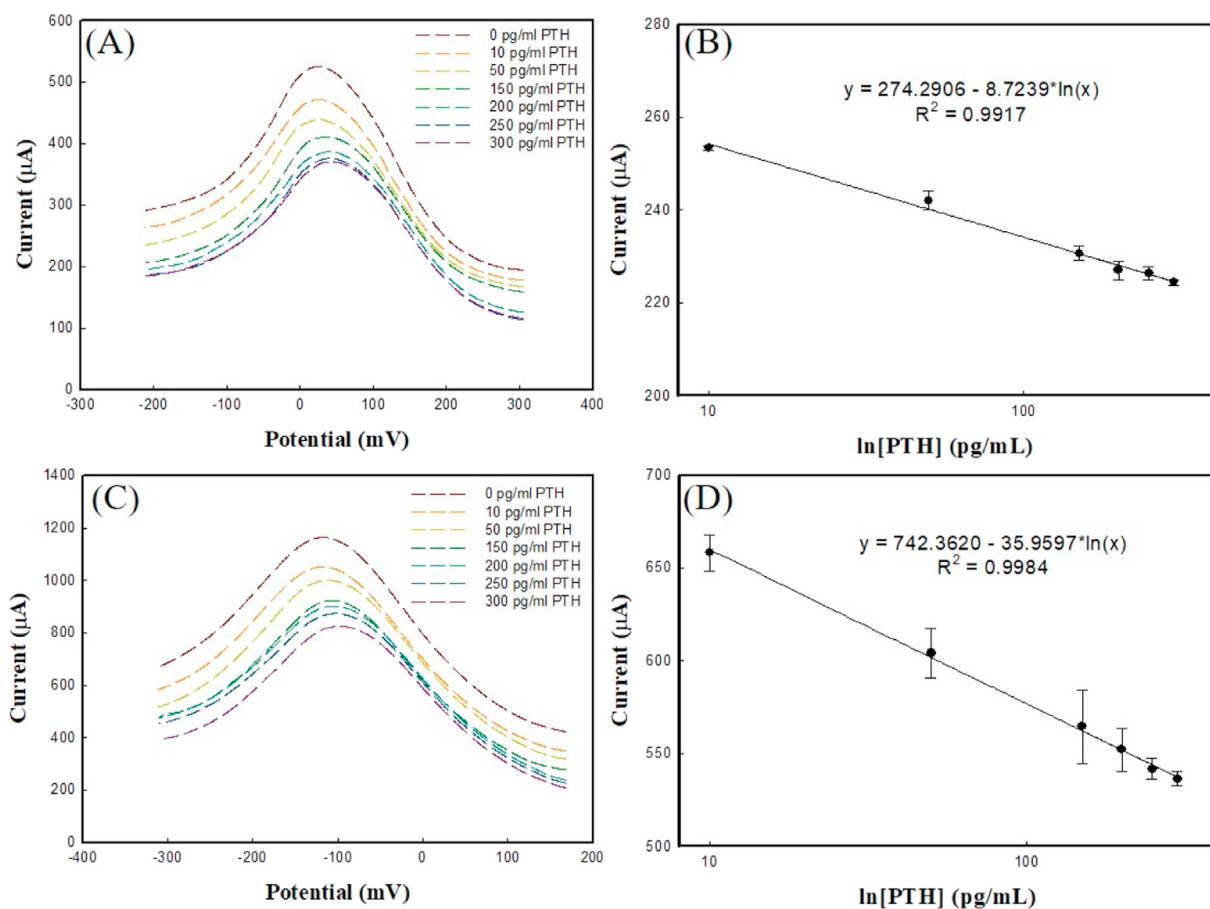 (A)
600
500
400
300
200
100
0
Current (μA)
-300 -200 -100 0 100 200 300 400
Potential (mV)
0 pg/ml PTH
10 pg/ml PTH
50 pg/ml PTH
150 pg/ml PTH
200 pg/ml PTH
250 pg/ml PTH
300 pg/ml PTH
(B)
280
260
240
220
200
Current (μA)
y = 274.2906 - 8.7239*ln(x)
R² = 0.9917
10 100
ln[PTH] (pg/mL)
(C)
1400
1200
1000
800
600
400
200
0
Current (μA)
-400 -300 -200 -100 0 100 200
Potential (mV)
0 pg/ml PTH
10 pg/ml PTH
50 pg/ml PTH
150 pg/ml PTH
200 pg/ml PTH
250 pg/ml PTH
300 pg/ml PTH
(D)
700
650
600
550
500
Current (μA)
y = 742.3620 - 35.9597*ln(x)
R² = 0.9984
10 100
ln[PTH] (pg/mL)